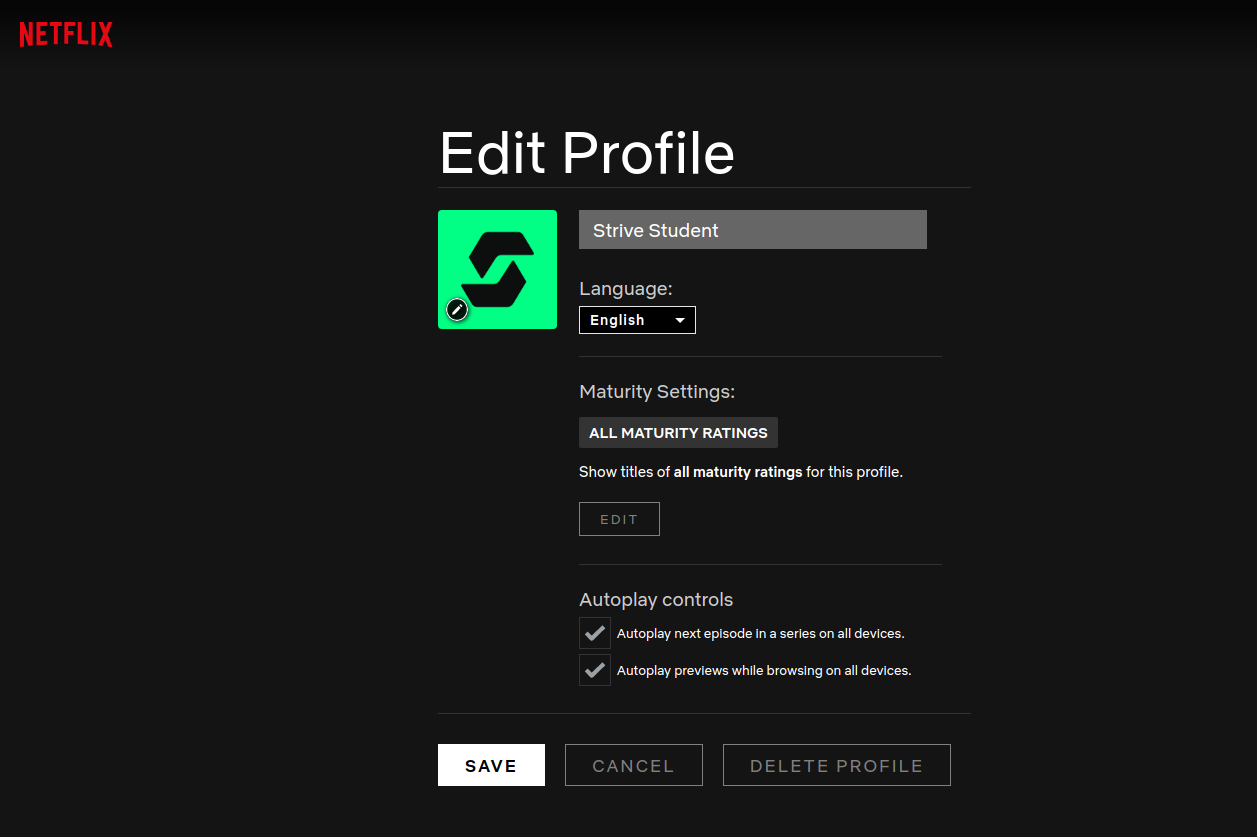 NETFLIX
Edit Profile
Strive Student
Language:
English
Maturity Settings:
ALL MATURITY RATINGS
Show titles of all maturity ratings for this profile.
EDIT
Autoplay controls
Autoplay next episode in a series on all devices.
Autoplay previews while browsing on all devices.
SAVE CANCEL DELETE PROFILE